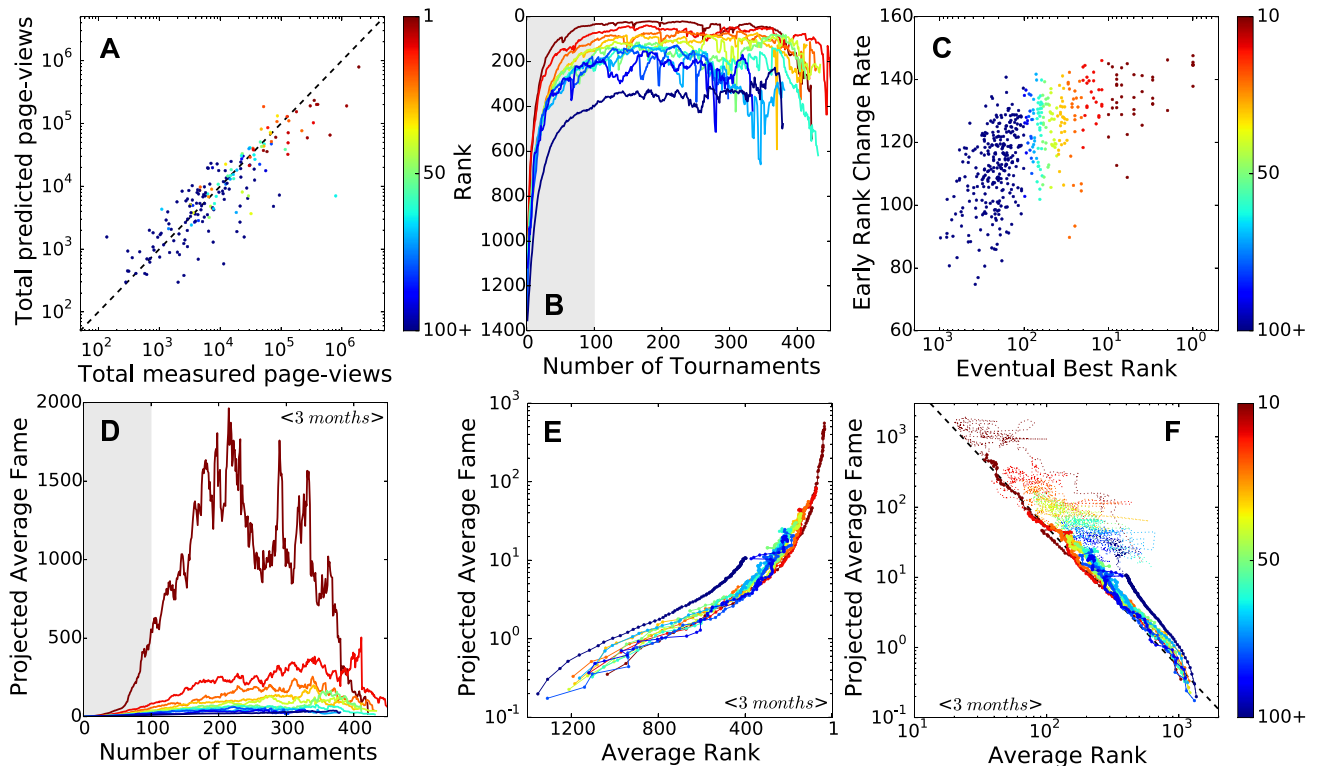 A
Total predicted page-views
10^6
10^5
10^4
10^3
10^2
10^2 10^3 10^4 10^5 10^6
Total measured page-views
1
50
100+
B
Rank
0
200
400
600
800
1000
1200
1400
0 100 200 300 400
Number of Tournaments
C
Early Rank Change Rate
160
140
120
100
80
60
10^3 10^2 10^1 10^0
Eventual Best Rank
10
50
100+
D
<3 months>
Projected Average Fame
2000
1500
1000
500
0
0 100 200 300 400
Number of Tournaments
E
Projected Average Fame
10^3
10^2
10^1
10^0
10^-1
<3 months>
1200 800 400 1
Average Rank
F
Projected Average Fame
10^3
10^2
10^1
10^0
10^-1
<3 months>
10^1 10^2 10^3
Average Rank
10
50
100+